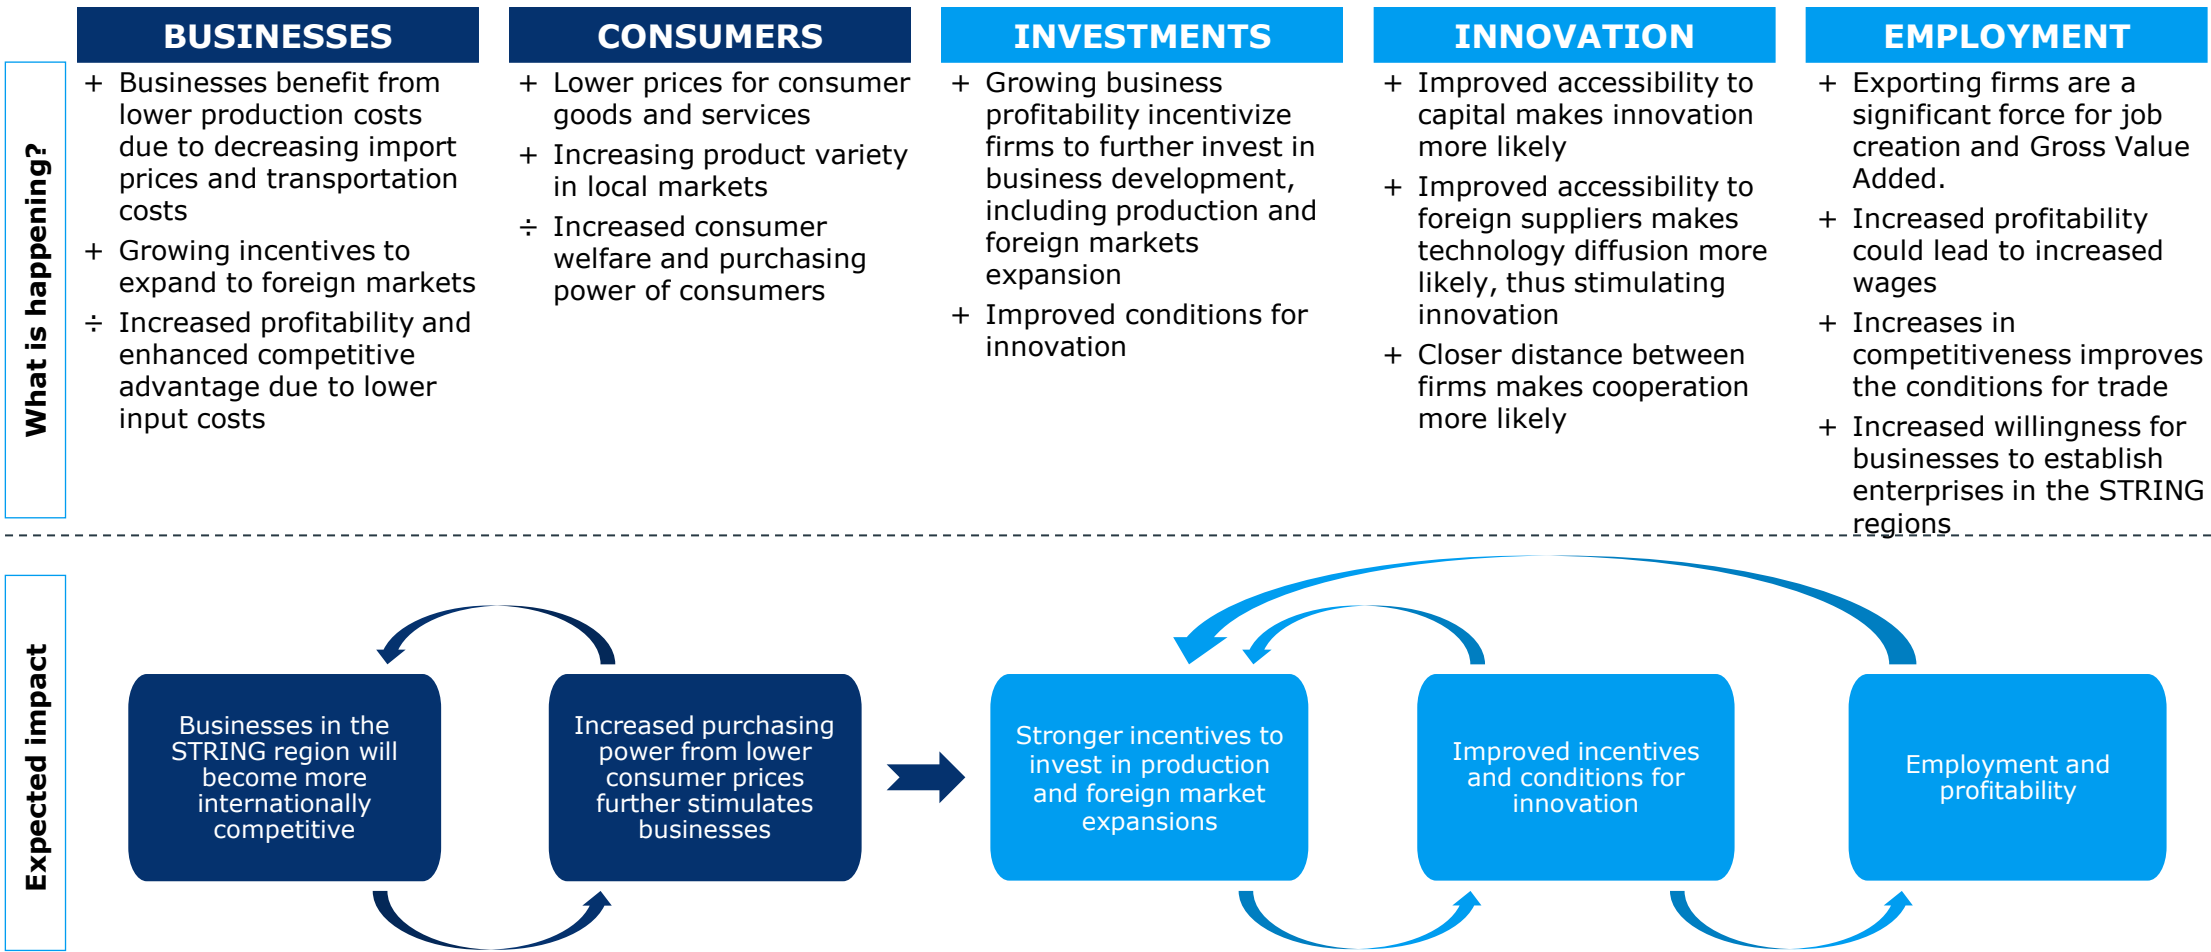 BUSINESSES
CONSUMERS
INVESTMENTS
INNOVATION
EMPLOYMENT
What is happening?
+ Businesses benefit from
lower production costs
due to decreasing import
prices and transportation
costs
+ Growing incentives to
expand to foreign markets
÷ Increased profitability and
enhanced competitive
advantage due to lower
input costs
+ Lower prices for consumer
goods and services
+ Increasing product variety
in local markets
÷ Increased consumer
welfare and purchasing
power of consumers
+ Growing business
profitability incentivize
firms to further invest in
business development,
including production and
foreign markets
expansion
+ Improved conditions for
innovation
+ Improved accessibility to
capital makes innovation
more likely
+ Improved accessibility to
foreign suppliers makes
technology diffusion more
likely, thus stimulating
innovation
+ Closer distance between
firms makes cooperation
more likely
+ Exporting firms are a
significant force for job
creation and Gross Value
Added.
+ Increased profitability
could lead to increased
wages
+ Increases in
competitiveness improves
the conditions for trade
+ Increased willingness for
businesses to establish
enterprises in the STRING
regions
Expected impact
Businesses in the
STRING region will
become more
internationally
competitive
Increased purchasing
power from lower
consumer prices
further stimulates
businesses
Stronger incentives to
invest in production
and foreign market
expansions
Improved incentives
and conditions for
innovation
Employment and
profitability